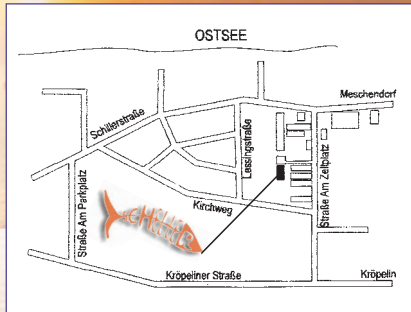 OSTSEE
Meschendorf
Schillerstraße
Lessingstraße
Straße Am Zeltplatz
Straße Am Parkplatz
Kirchweg
Kröpeliner Straße
Kröpelin